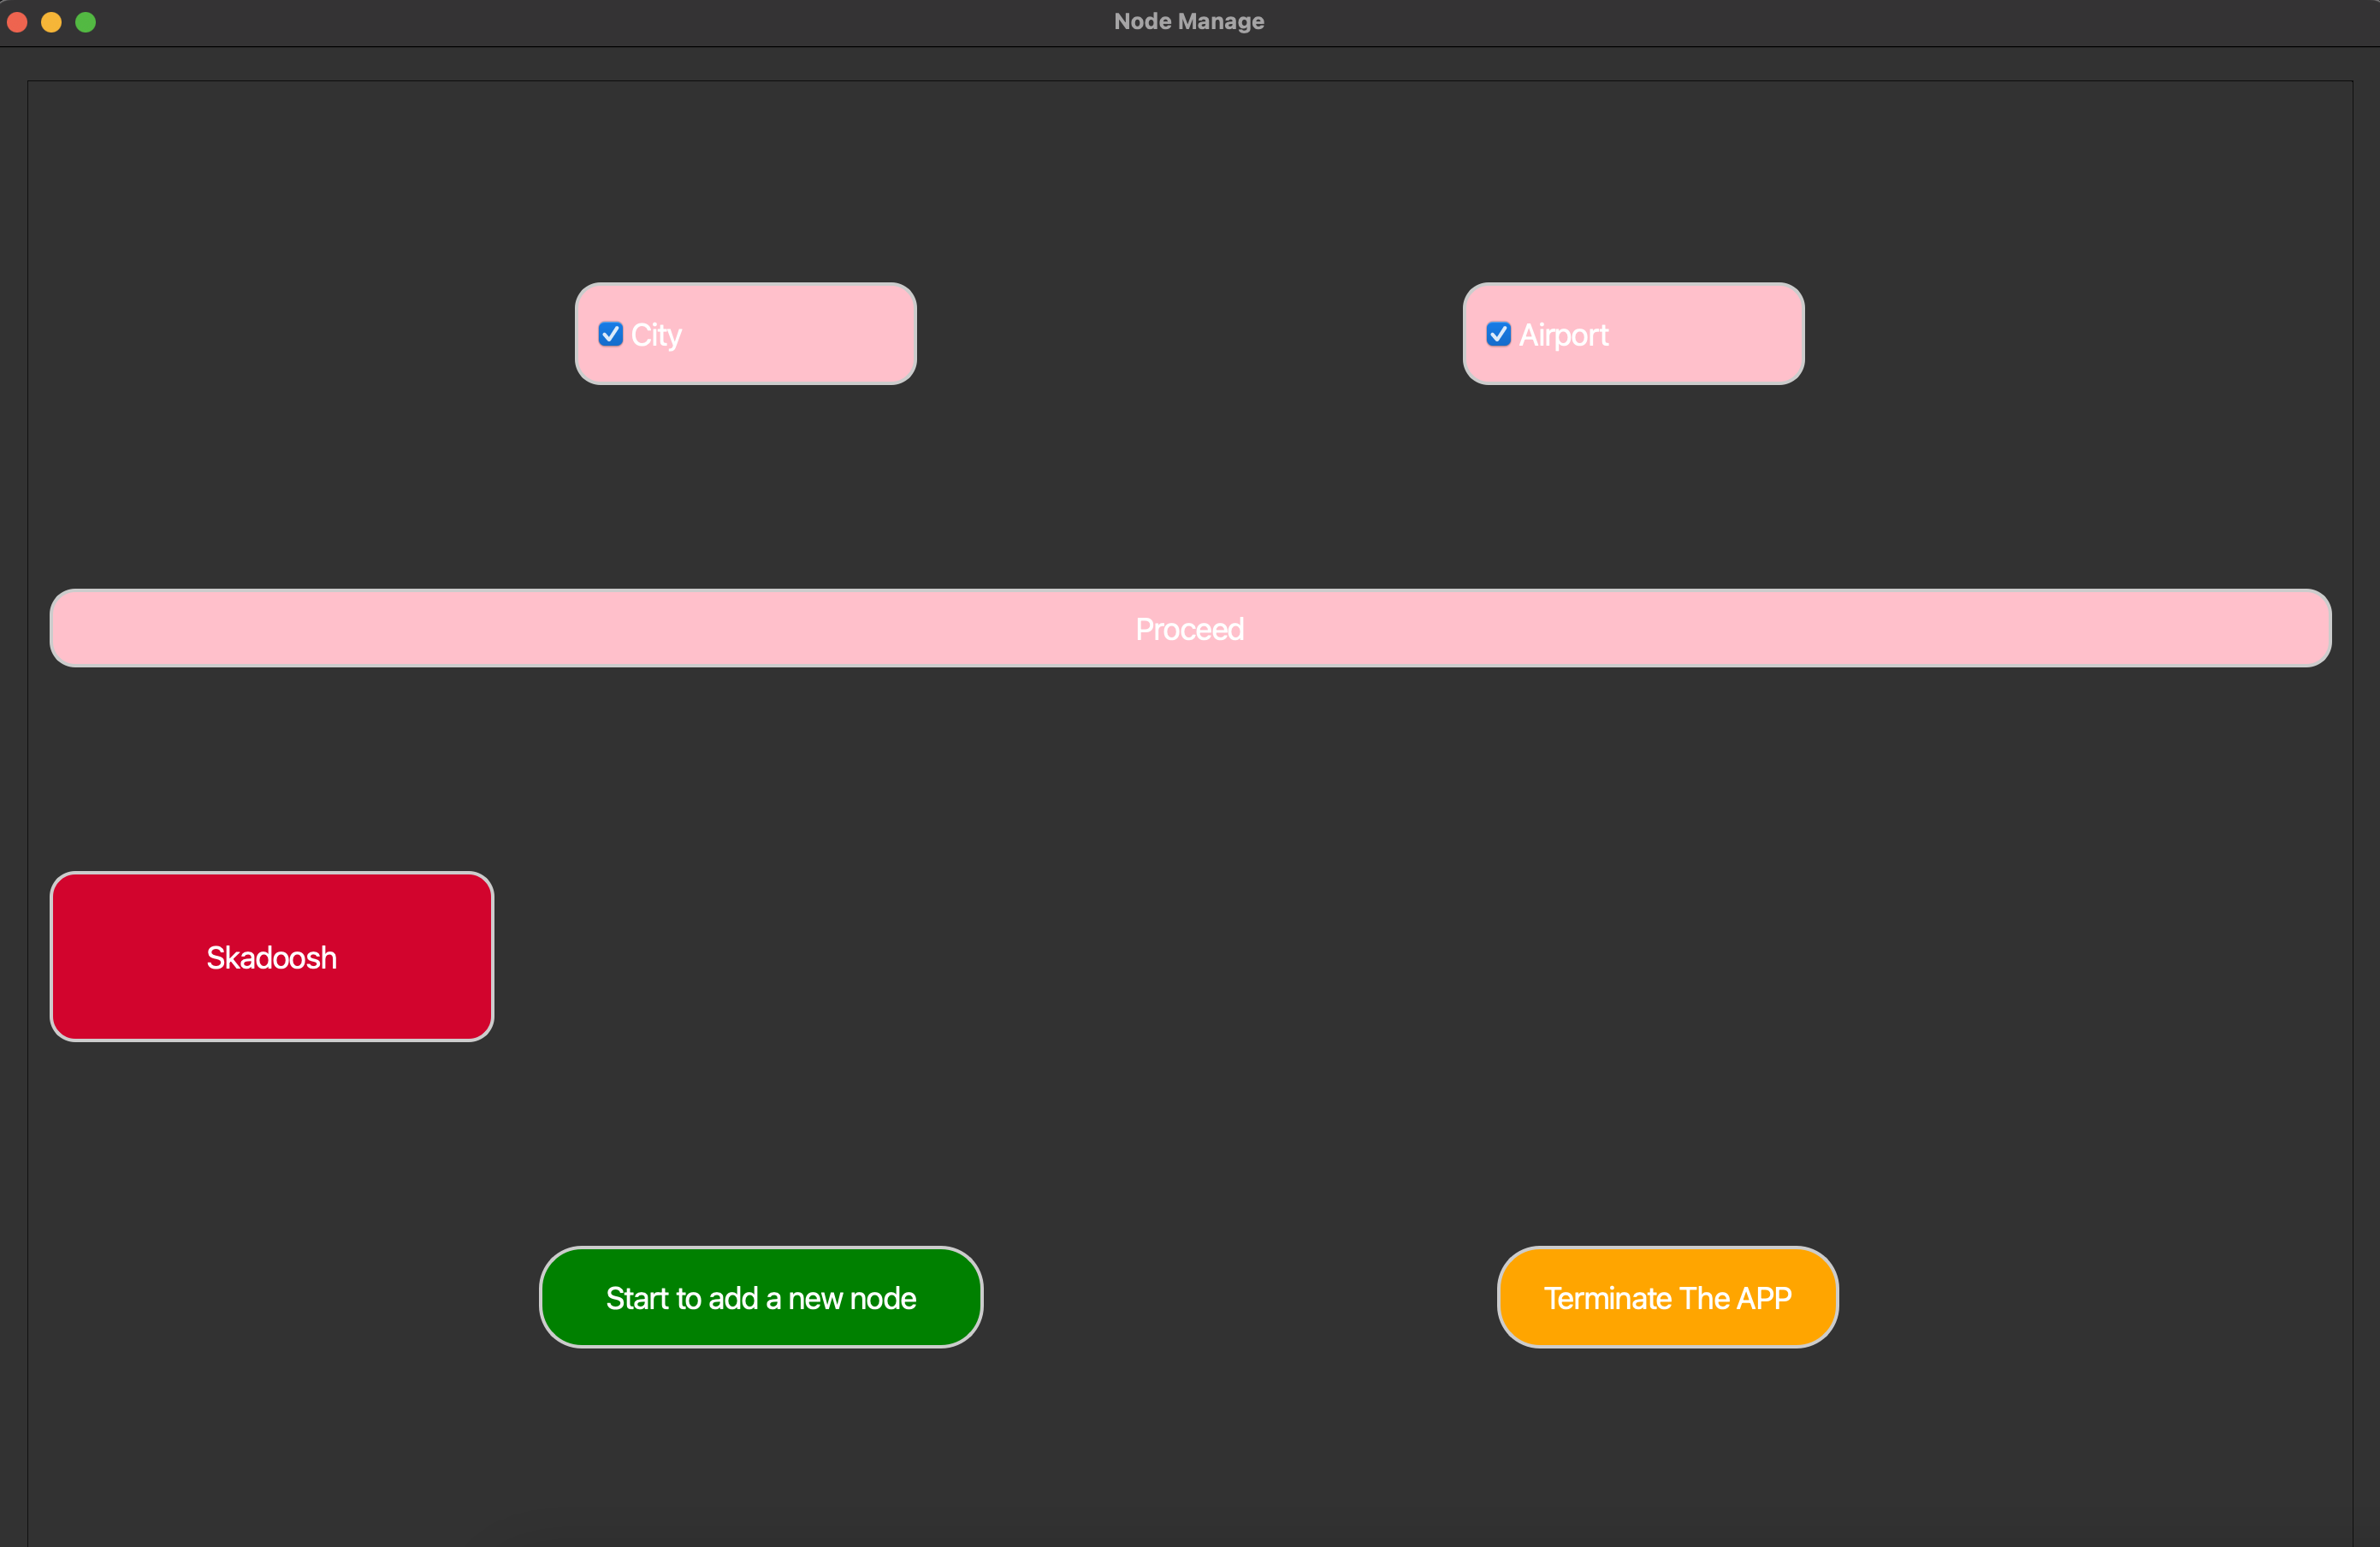 Node Manage
City
Airport
Proceed
Skadoosh
Start to add a new node
Terminate The APP